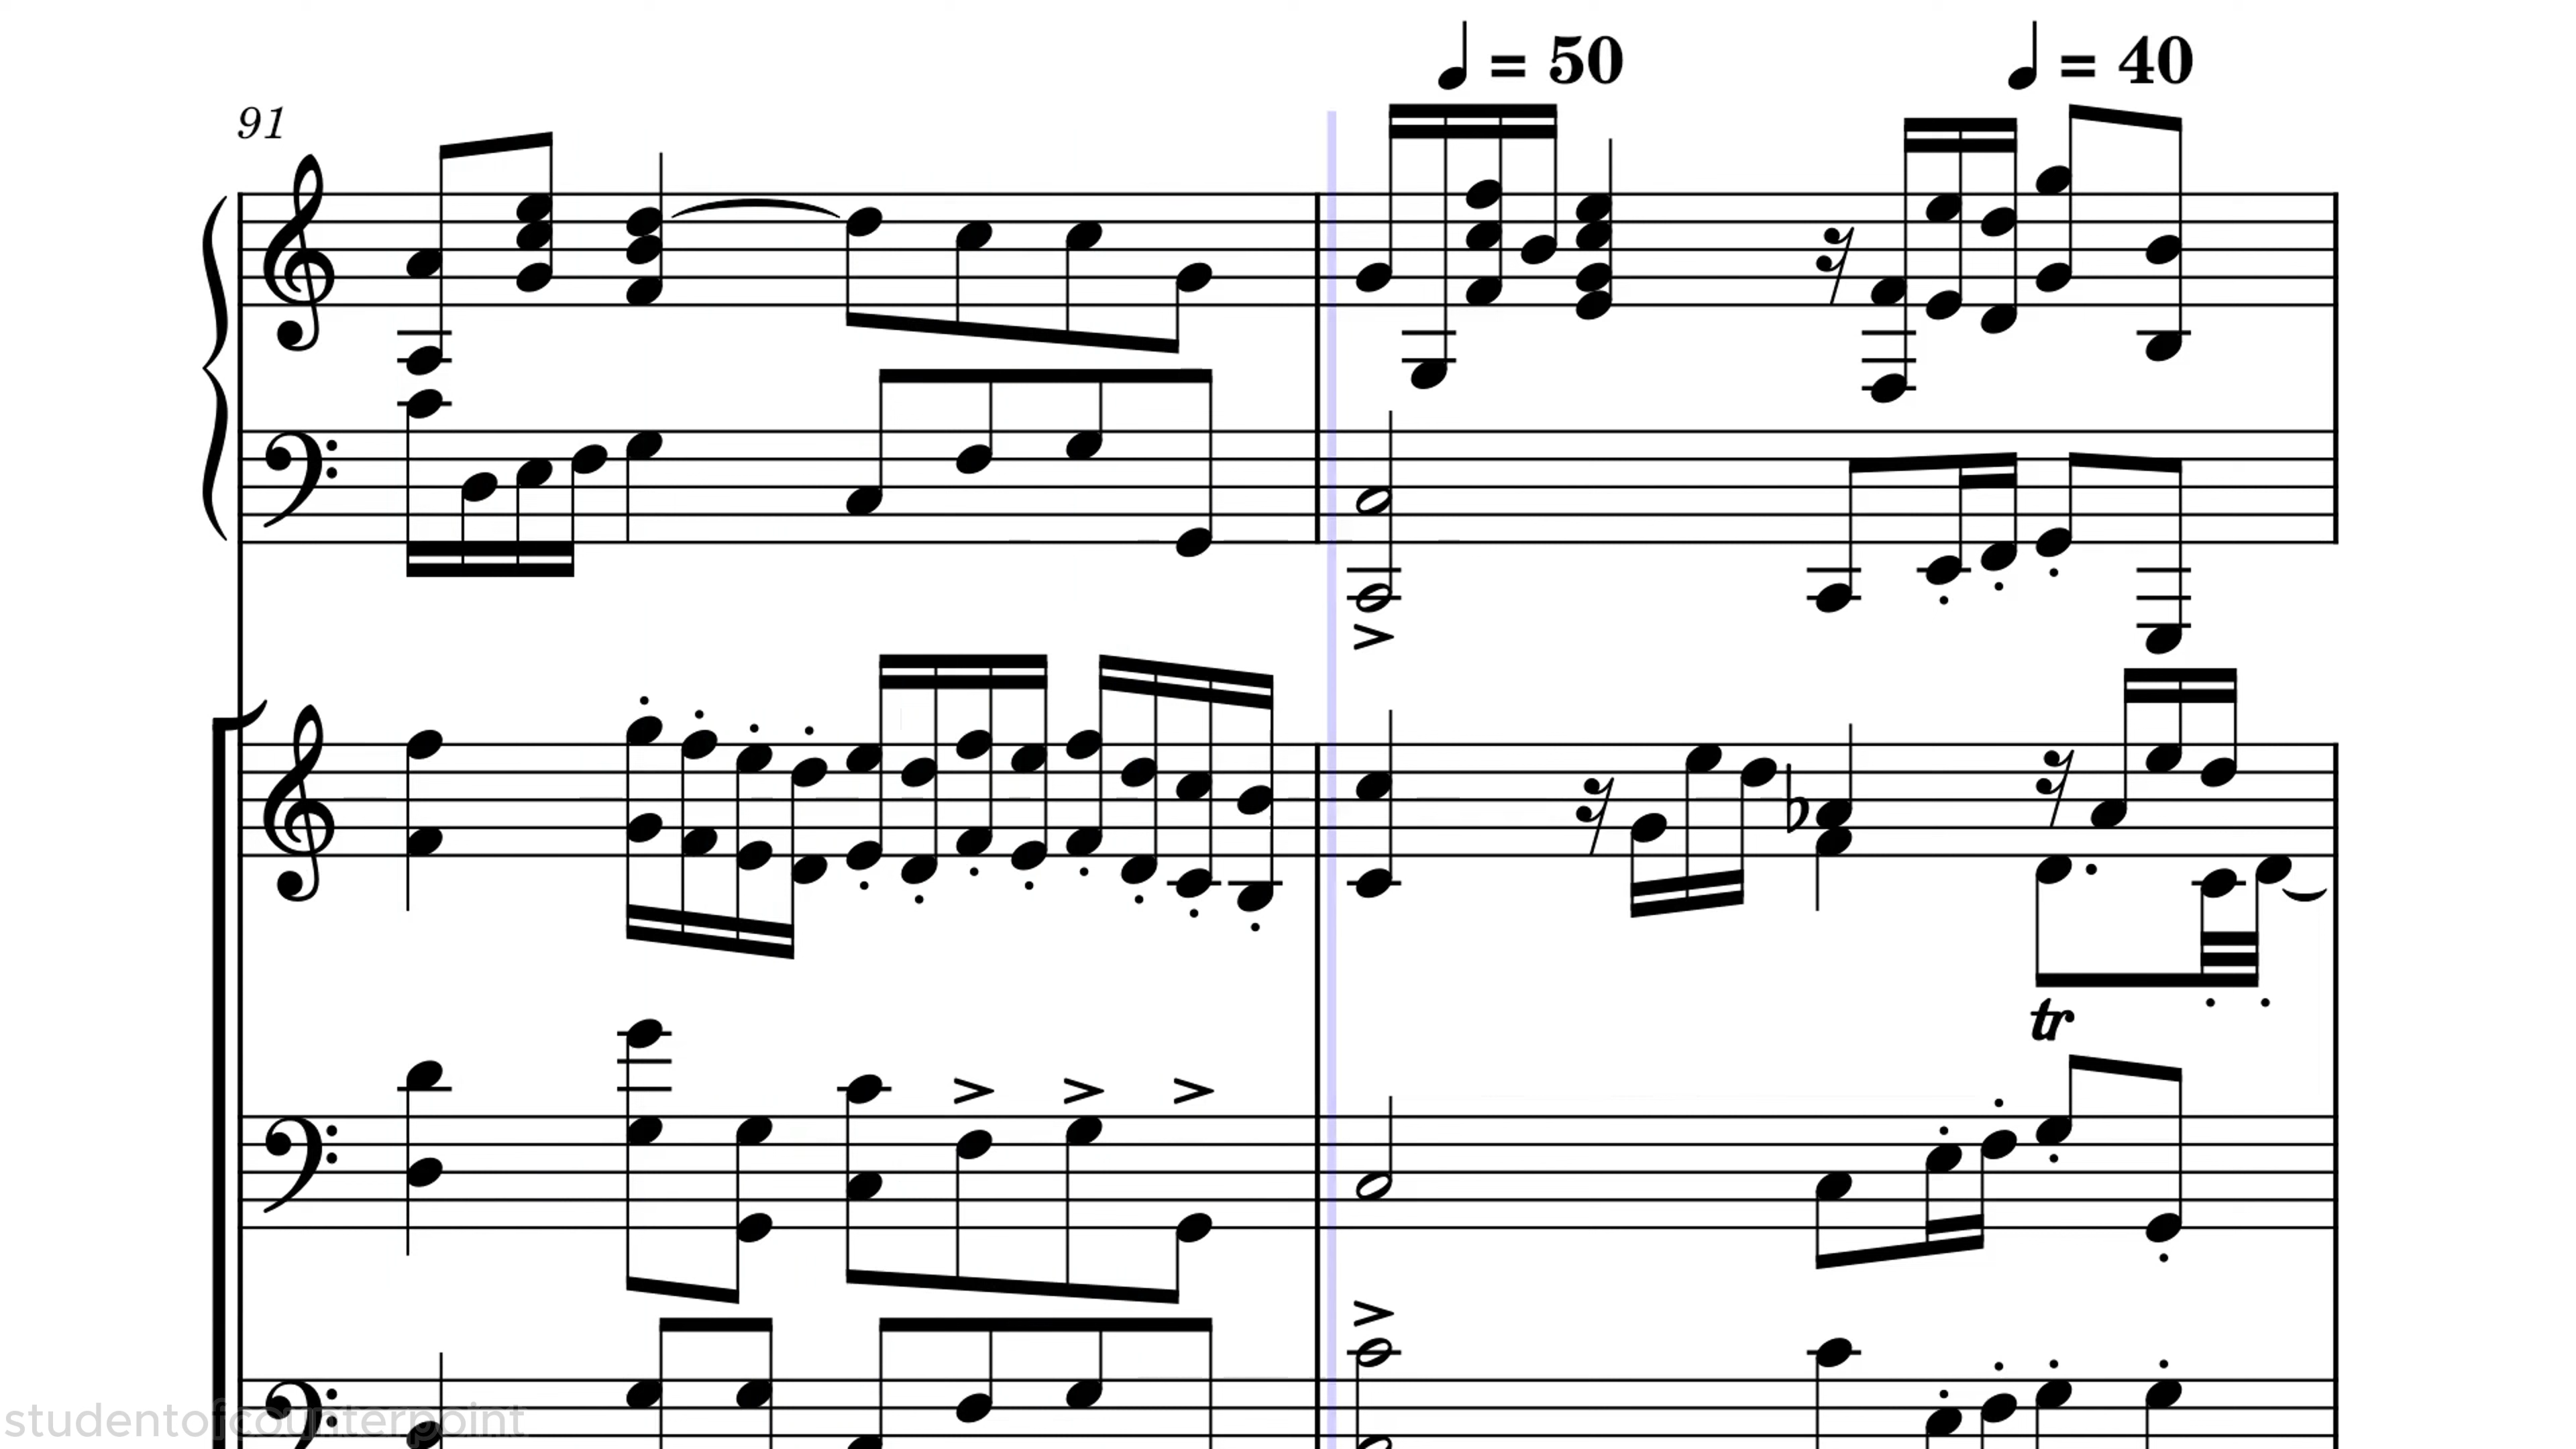 ♩ = 50 ♩ = 40
91
tr
studentofcounterpoint